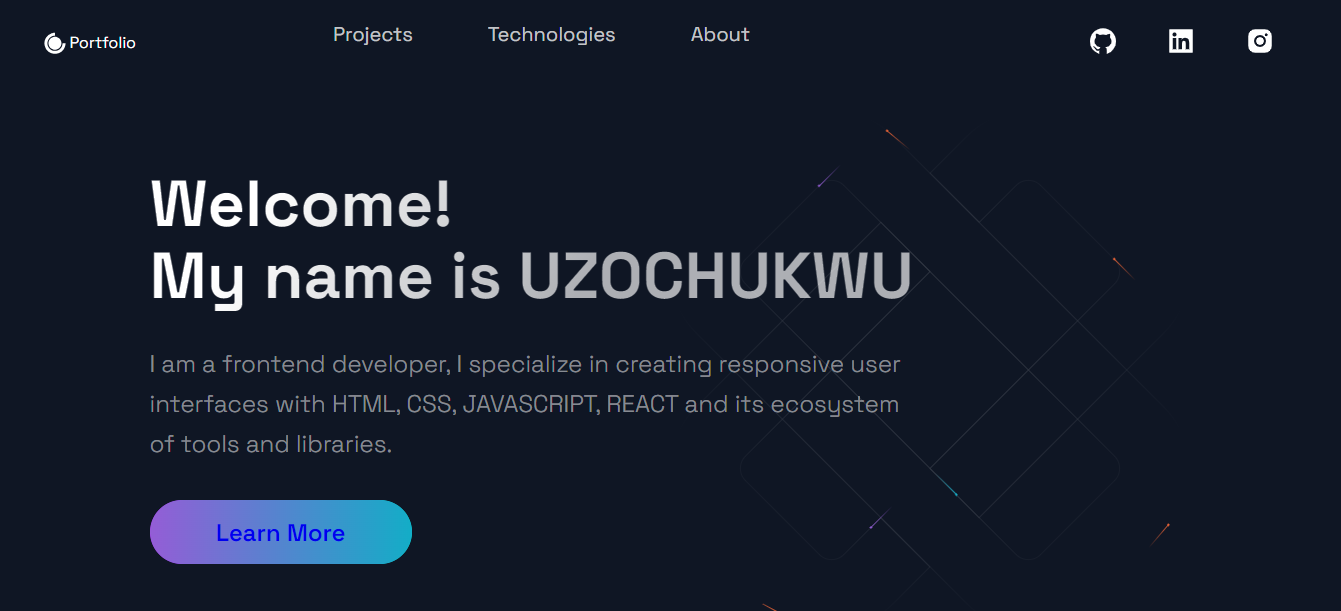 Portfolio
Projects
Technologies
About
in
Welcome!
My name is UZOCHUKWU
I am a frontend developer, I specialize in creating responsive user
interfaces with HTML, CSS, JAVASCRIPT, REACT and its ecosystem
of tools and libraries.
Learn More